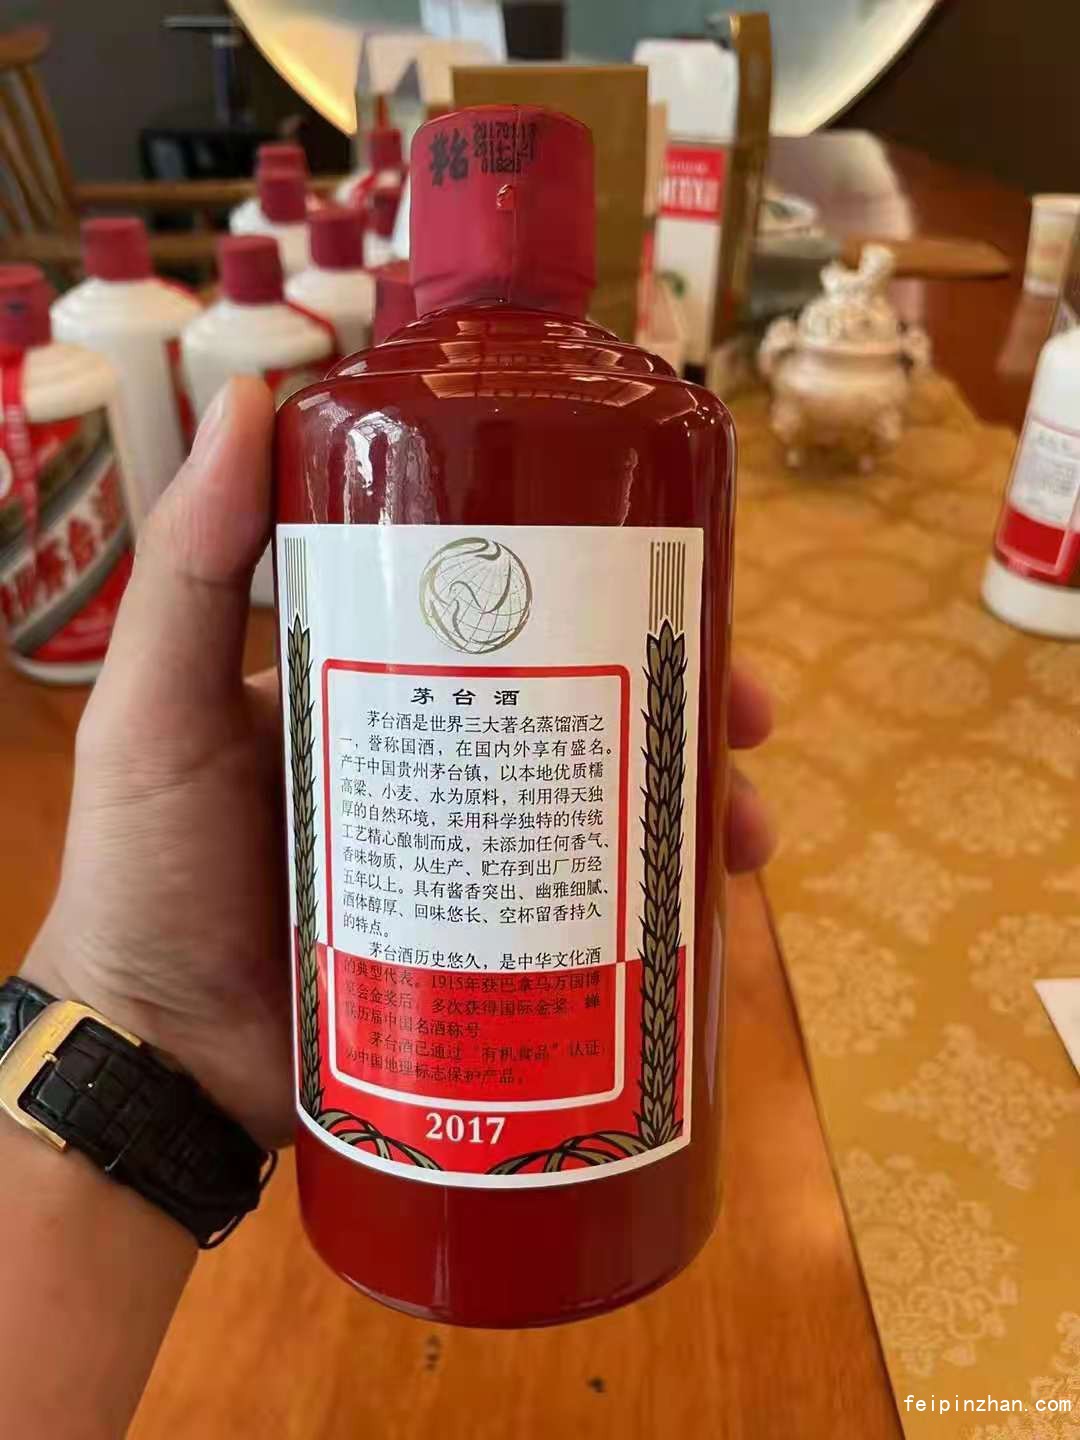 茅台
茅台酒
茅台酒是世界三大著名蒸馏酒之
一，誉称国酒，在国内外享有盛名。
产于中国贵州茅台镇，以本地优质糯
高粱、小麦、水为原料，利用得天独
厚的自然环境，采用科学独特的传统
工艺精心酿制而成，未添加任何香气、
香味物质，从生产、贮存到出厂历经
五年以上。具有酱香突出、幽雅细腻、
酒体醇厚、回味悠长、空杯留香持久
的特点。
茅台酒历史悠久，是中华文化酒
的典型代表。1915年获巴拿马万国博
览会金奖后，多次获得国际金奖，蝉
联历届中国名酒称号
茅台酒已通过“有机食品”认证，
为中国地理标志保护产品。
2017
茅台酒
feipinzhan.com